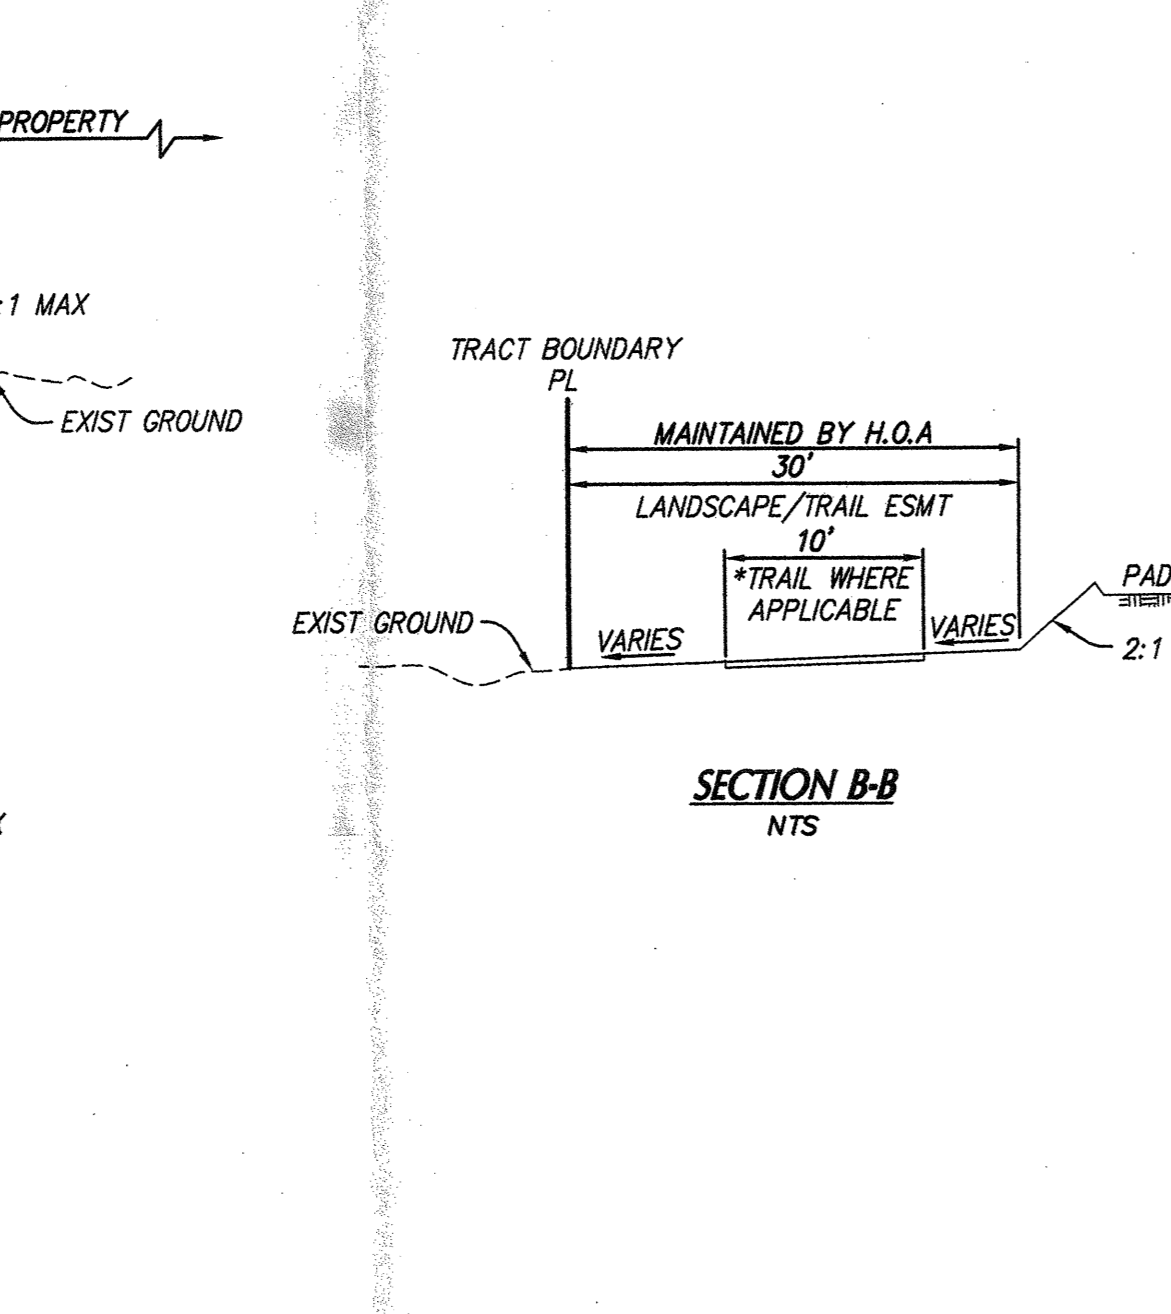 PROPERTY
:1 MAX
EXIST GROUND
TRACT BOUNDARY
PL
MAINTAINED BY H.O.A
30'
LANDSCAPE/TRAIL ESMT
10'
*TRAIL WHERE
APPLICABLE
PAD
EXIST GROUND
VARIES
VARIES
2:1
SECTION B-B
NTS